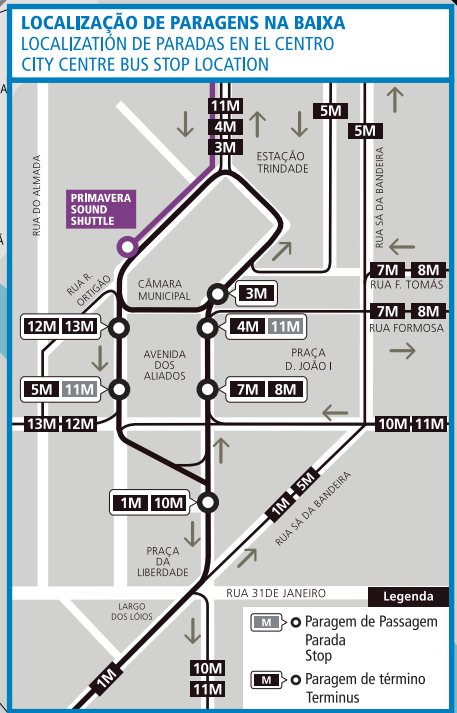 LOCALIZAÇÃO DE PARAGENS NA BAIXA
LOCALIZATIÓN DE PARADAS EN EL CENTRO
CITY CENTRE BUS STOP LOCATION
A
11M
4M
3M
5M
5M
ESTAÇÃO
TRINDADE
RUA DO ALMADA
RUA SÁ DA BANDEIRA
PRIMAVERA
SOUND
SHUTTLE
Ã
RUA R.
ORTIGÃO
CÂMARA
MUNICIPAL
3M
7M 8M
RUA F. TOMÁS
7M 8M
RUA FORMOSA
12M 13M
4M 11M
AVENIDA
DOS
ALIADOS
PRAÇA
D. JOÃO I
5M 11M
7M 8M
13M 12M
10M 11M
1M 10M
1M 5M
RUA SÁ DA BANDEIRA
PRAÇA
DA
LIBERDADE
RUA 31DE JANEIRO
LARGO
DOS LÓIOS
1M
10M
11M
Legenda
M Paragem de Passagem
Parada
Stop
M Paragem de término
Terminus